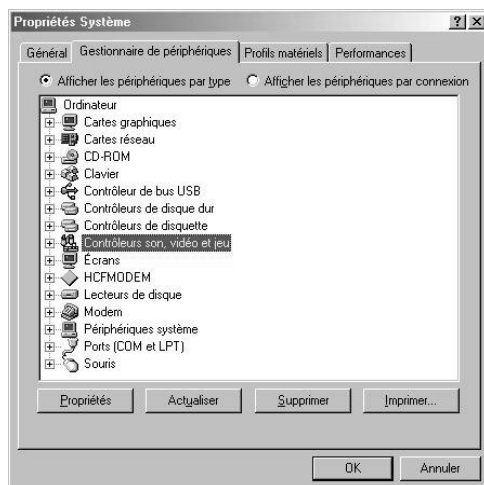 Propriétés Système
Général Gestionnaire de périphériques Profils matériels Performances
Afficher les périphériques par type Afficher les périphériques par connexion
Ordinateur
Cartes graphiques
Cartes réseau
CD-ROM
Clavier
Contrôleur de bus USB
Contrôleurs de disque dur
Contrôleurs de disquette
Contrôleurs son, vidéo et jeu
Écrans
HCFMODEM
Lecteurs de disque
Modem
Périphériques système
Ports (COM et LPT)
Souris
Propriétés Actualiser Supprimer Imprimer...
OK Annuler